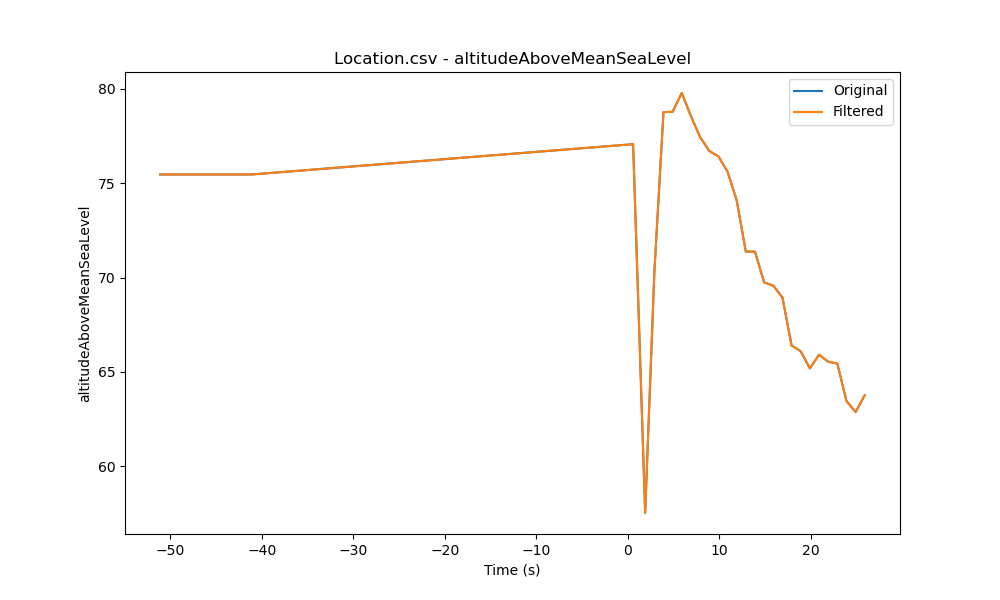 Location.csv - altitudeAboveMeanSeaLevel
Original
Filtered
80
75
70
65
60
altitudeAboveMeanSeaLevel
−50 −40 −30 −20 −10 0 10 20
Time (s)